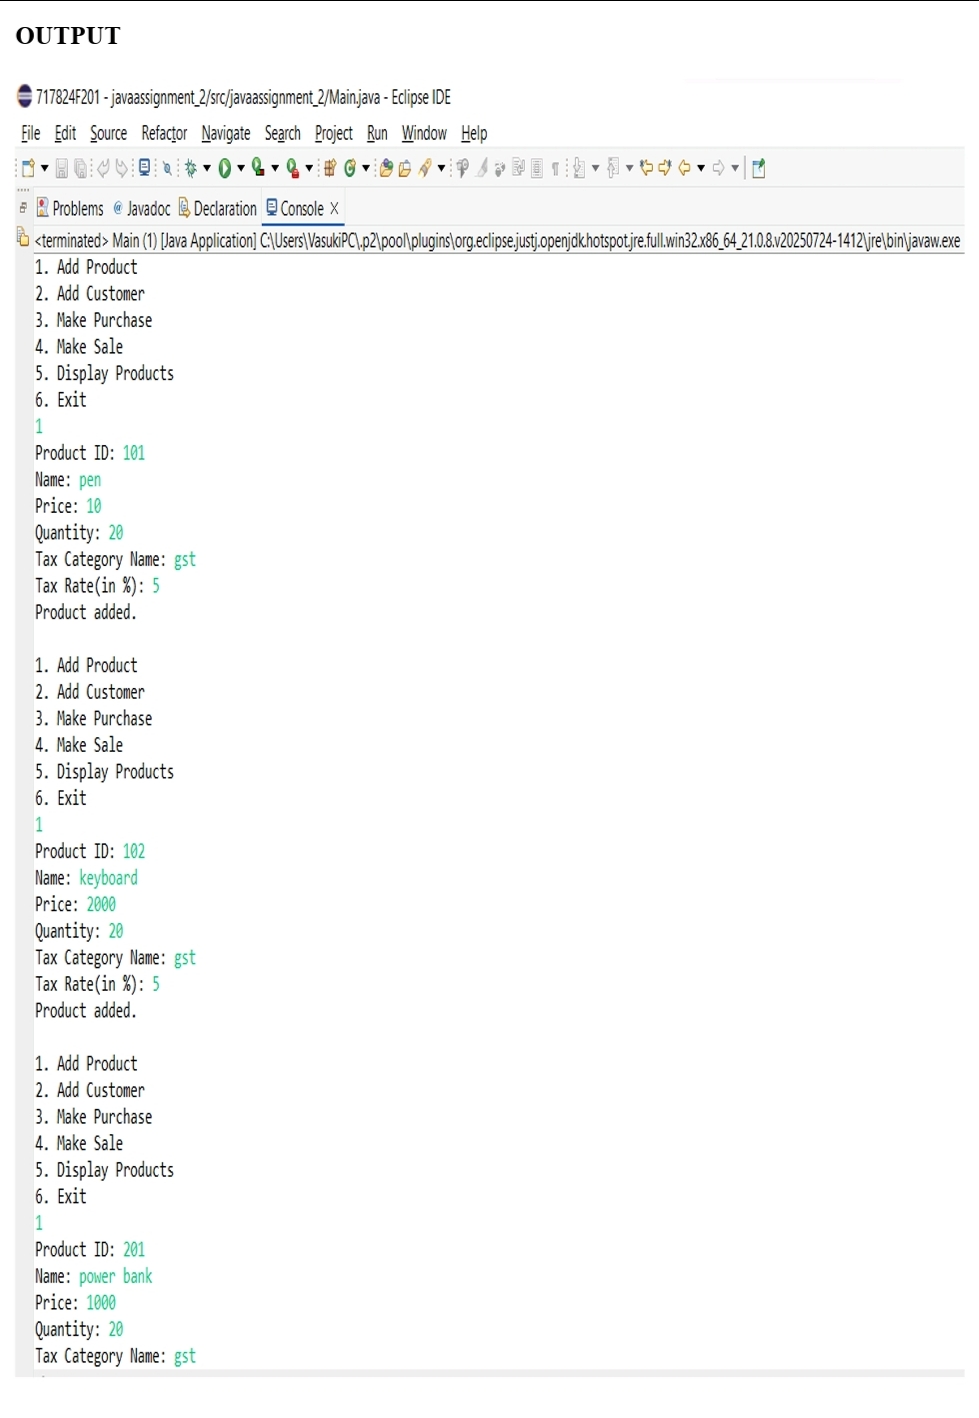 OUTPUT
717824F201 - javaassignment_2/src/javaassignment_2/Main.java - Eclipse IDE
File Edit Source Refactor Navigate Search Project Run Window Help
Problems @ Javadoc Declaration Console X
<terminated> Main (1) [Java Application] C:\Users\VasukiPC\.p2\pool\plugins\org.eclipse.justj.openjdk.hotspot.jre.full.win32.x86_64_21.0.8.v20250724-1412\jre\bin\javaw.exe
1. Add Product
2. Add Customer
3. Make Purchase
4. Make Sale
5. Display Products
6. Exit
1
Product ID: 101
Name: pen
Price: 10
Quantity: 20
Tax Category Name: gst
Tax Rate(in %): 5
Product added.
1. Add Product
2. Add Customer
3. Make Purchase
4. Make Sale
5. Display Products
6. Exit
1
Product ID: 102
Name: keyboard
Price: 2000
Quantity: 20
Tax Category Name: gst
Tax Rate(in %): 5
Product added.
1. Add Product
2. Add Customer
3. Make Purchase
4. Make Sale
5. Display Products
6. Exit
1
Product ID: 201
Name: power bank
Price: 1000
Quantity: 20
Tax Category Name: gst